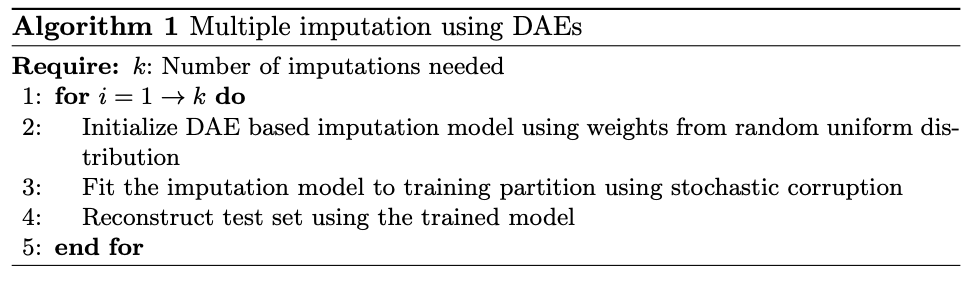 Algorithm 1 Multiple imputation using DAEs
Require: k: Number of imputations needed
1: for i = 1 → k do
2: Initialize DAE based imputation model using weights from random uniform dis-
tribution
3: Fit the imputation model to training partition using stochastic corruption
4: Reconstruct test set using the trained model
5: end for